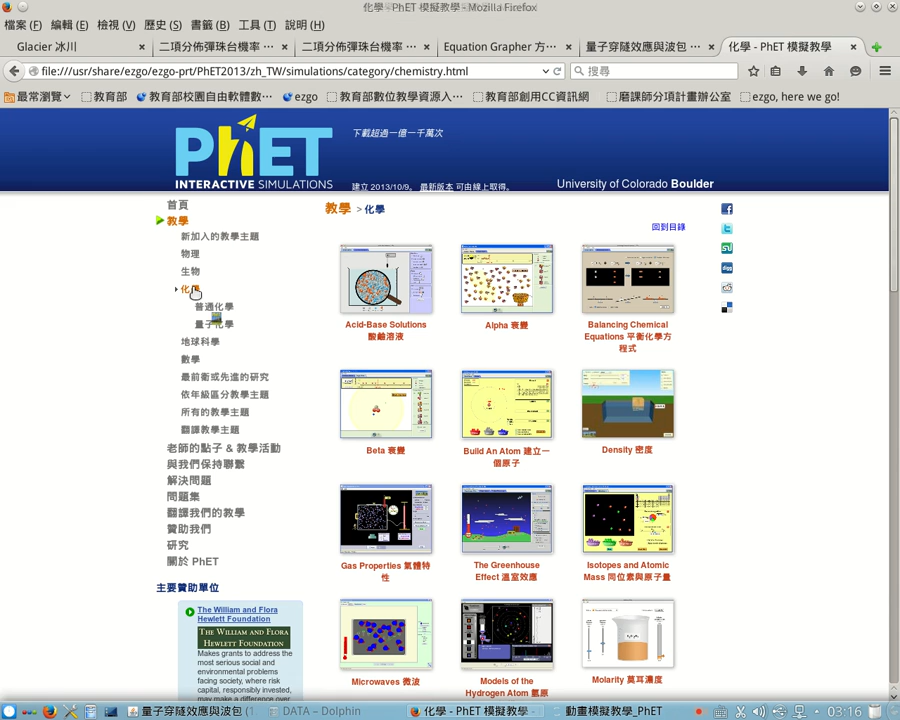 化學 - PhET 模擬教學 - Mozilla Firefox
檔案 (F) 編輯 (E) 檢視 (V) 歷史 (S) 書籤 (B) 工具 (T) 說明 (H)
Glacier 冰川 × 二項分佈彈珠台機率 ··· × 二項分佈彈珠台機率 ··· × Equation Grapher 方··· × 量子穿隧效應與波包 ··· × 化學 - PhET 模擬教學 ×
file:///usr/share/ezgo/ezgo-prt/PhET2013/zh_TW/simulations/category/chemistry.html
搜尋
最常瀏覽 教育部 教育部校園自由軟體數··· ezgo 教育部數位教學資源入··· 教育部創用CC資訊網 磨課師分項計畫辦公室 ezgo, here we go!
PhET
INTERACTIVE SIMULATIONS
下載超過一億一千萬次
建立 2013/10/9。 最新版本 可由線上取得。
University of Colorado Boulder
首頁
教學
新加入的教學主題
物理
生物
化學
普通化學
量子化學
地球科學
數學
最前衛或先進的研究
依年級區分教學主題
所有的教學主題
翻譯教學主題
老師的點子 & 教學活動
與我們保持聯繫
解決問題
問題集
翻譯我們的教學
贊助我們
研究
關於 PhET
主要贊助單位
The William and Flora
Hewlett Foundation
THE WILLIAM AND FLORA
HEWLETT FOUNDATION
Makes grants to address the
most serious social and
environmental problems
facing society, where risk
capital, responsibly invested,
may make a difference over
教學 > 化學
回到目錄
Acid-Base Solutions
酸鹼溶液
Alpha 衰變
Balancing Chemical
Equations 平衡化學方
程式
Beta 衰變
Build An Atom 建立一
個原子
Density 密度
Gas Properties 氣體特
性
The Greenhouse
Effect 溫室效應
Isotopes and Atomic
Mass 同位素與原子量
Microwaves 微波
Models of the
Hydrogen Atom 氫原
Molarity 莫耳濃度
digg
量子穿隧效應與波包 (1
DATA – Dolphin
化學 - PhET 模擬教學 -
動畫模擬教學_PhET
03:16